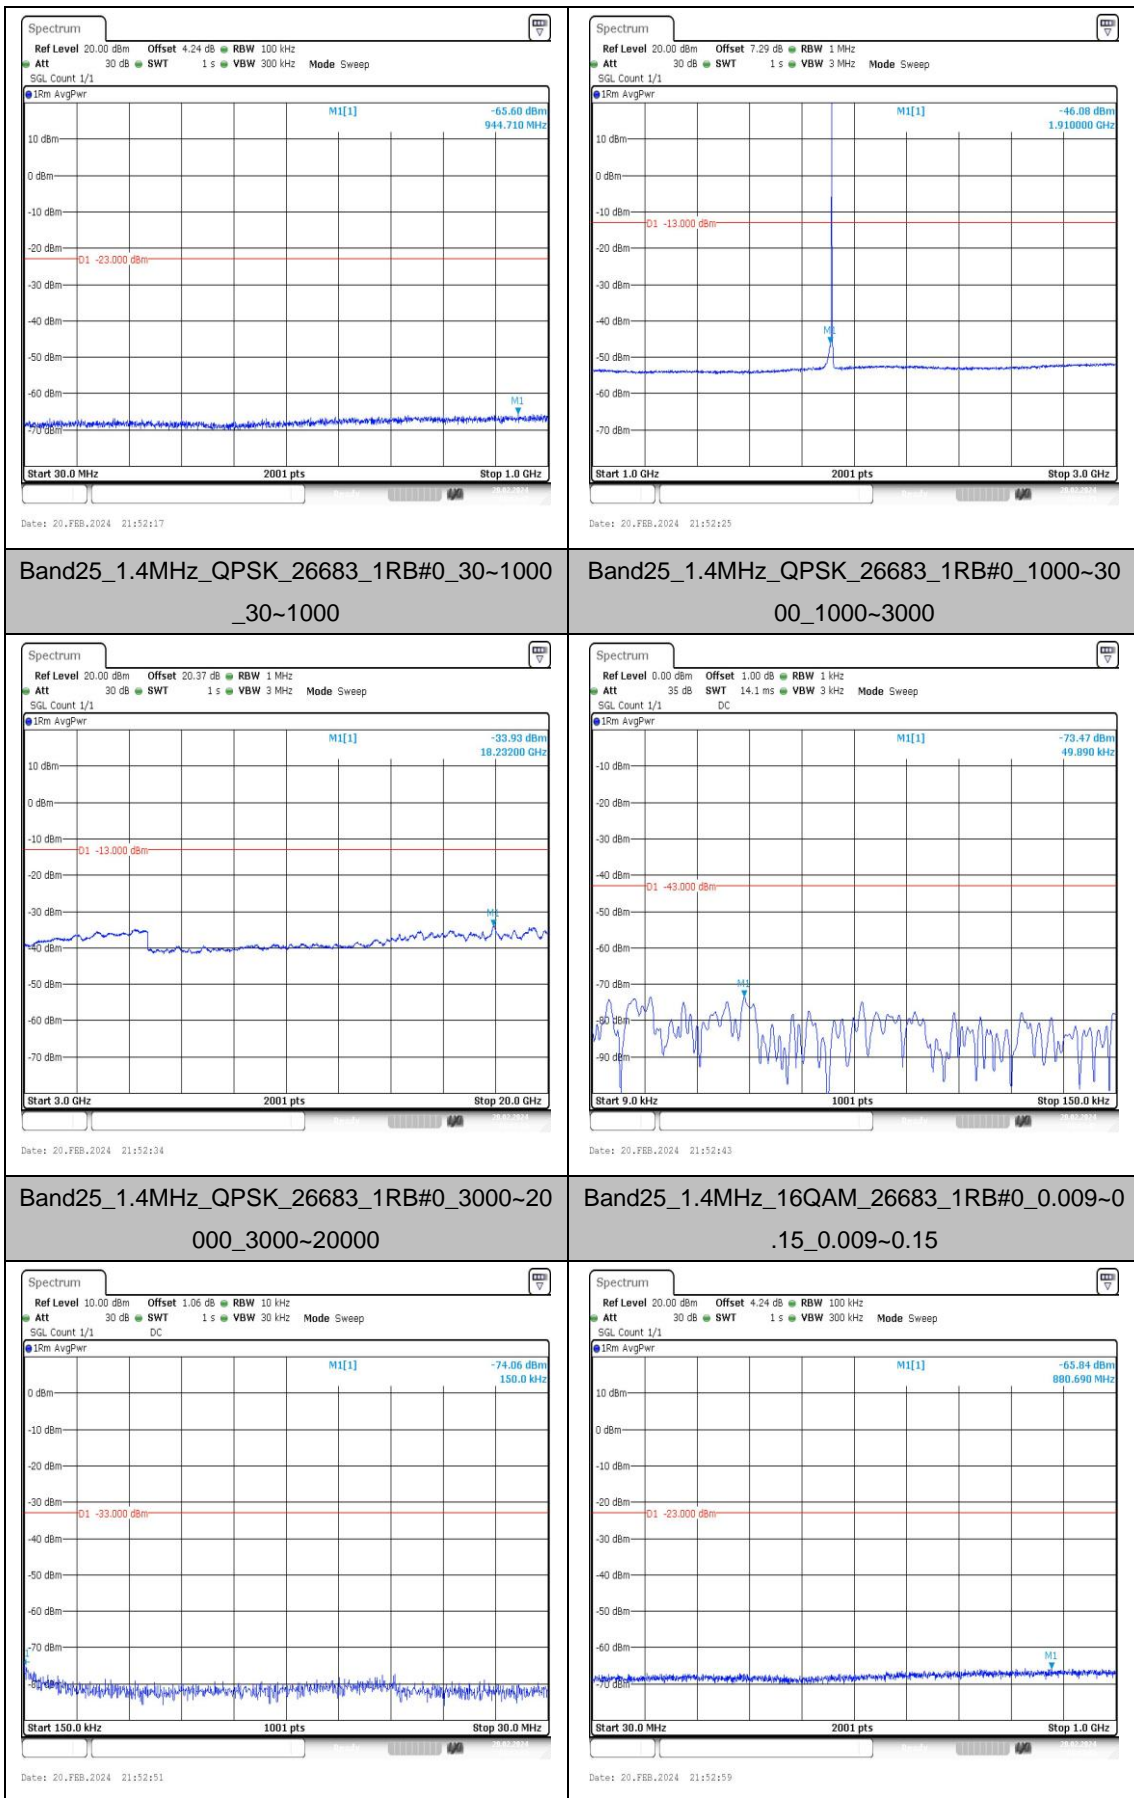 Spectrum
Ref Level 20.00 dBm Offset 4.24 dB RBW 100 kHz
Att 30 dB SWT 1 s VBW 300 kHz Mode Sweep
SGL Count 1/1
1Rm AvgPwr
M1[1] -65.60 dBm
944.710 MHz
10 dBm
0 dBm
-10 dBm
-20 dBm
D1 -23.000 dBm
-30 dBm
-40 dBm
-50 dBm
-60 dBm
M1
-70 dBm
Start 30.0 MHz 2001 pts Stop 1.0 GHz
Date: 20.FEB.2024 21:52:17
Spectrum
Ref Level 20.00 dBm Offset 7.29 dB RBW 1 MHz
Att 30 dB SWT 1 s VBW 3 MHz Mode Sweep
SGL Count 1/1
1Rm AvgPwr
M1[1] -46.08 dBm
1.910000 GHz
10 dBm
0 dBm
-10 dBm
D1 -13.000 dBm
-20 dBm
-30 dBm
-40 dBm
M1
-50 dBm
-60 dBm
-70 dBm
Start 1.0 GHz 2001 pts Stop 3.0 GHz
Date: 20.FEB.2024 21:52:25
Band25_1.4MHz_QPSK_26683_1RB#0_30~1000
_30~1000
Band25_1.4MHz_QPSK_26683_1RB#0_1000~30
00_1000~3000
Spectrum
Ref Level 20.00 dBm Offset 20.37 dB RBW 1 MHz
Att 30 dB SWT 1 s VBW 3 MHz Mode Sweep
SGL Count 1/1
1Rm AvgPwr
M1[1] -33.93 dBm
18.23200 GHz
10 dBm
0 dBm
-10 dBm
D1 -13.000 dBm
-20 dBm
-30 dBm
M1
-40 dBm
-50 dBm
-60 dBm
-70 dBm
Start 3.0 GHz 2001 pts Stop 20.0 GHz
Date: 20.FEB.2024 21:52:34
Spectrum
Ref Level 0.00 dBm Offset 1.00 dB RBW 1 kHz
Att 35 dB SWT 14.1 ms VBW 3 kHz Mode Sweep
SGL Count 1/1 DC
1Rm AvgPwr
M1[1] -73.47 dBm
49.890 kHz
-10 dBm
-20 dBm
-30 dBm
-40 dBm
D1 -43.000 dBm
-50 dBm
-60 dBm
-70 dBm
M1
-80 dBm
-90 dBm
Start 9.0 kHz 1001 pts Stop 150.0 kHz
Date: 20.FEB.2024 21:52:43
Band25_1.4MHz_QPSK_26683_1RB#0_3000~20
000_3000~20000
Band25_1.4MHz_16QAM_26683_1RB#0_0.009~0
.15_0.009~0.15
Spectrum
Ref Level 10.00 dBm Offset 1.06 dB RBW 10 kHz
Att 30 dB SWT 1 s VBW 30 kHz Mode Sweep
SGL Count 1/1 DC
1Rm AvgPwr
M1[1] -74.06 dBm
150.0 kHz
0 dBm
-10 dBm
-20 dBm
-30 dBm
D1 -33.000 dBm
-40 dBm
-50 dBm
-60 dBm
-70 dBm
-80 dBm
Start 150.0 kHz 1001 pts Stop 30.0 MHz
Date: 20.FEB.2024 21:52:51
Spectrum
Ref Level 20.00 dBm Offset 4.24 dB RBW 100 kHz
Att 30 dB SWT 1 s VBW 300 kHz Mode Sweep
SGL Count 1/1
1Rm AvgPwr
M1[1] -65.84 dBm
880.690 MHz
10 dBm
0 dBm
-10 dBm
-20 dBm
D1 -23.000 dBm
-30 dBm
-40 dBm
-50 dBm
-60 dBm
M1
-70 dBm
Start 30.0 MHz 2001 pts Stop 1.0 GHz
Date: 20.FEB.2024 21:52:59